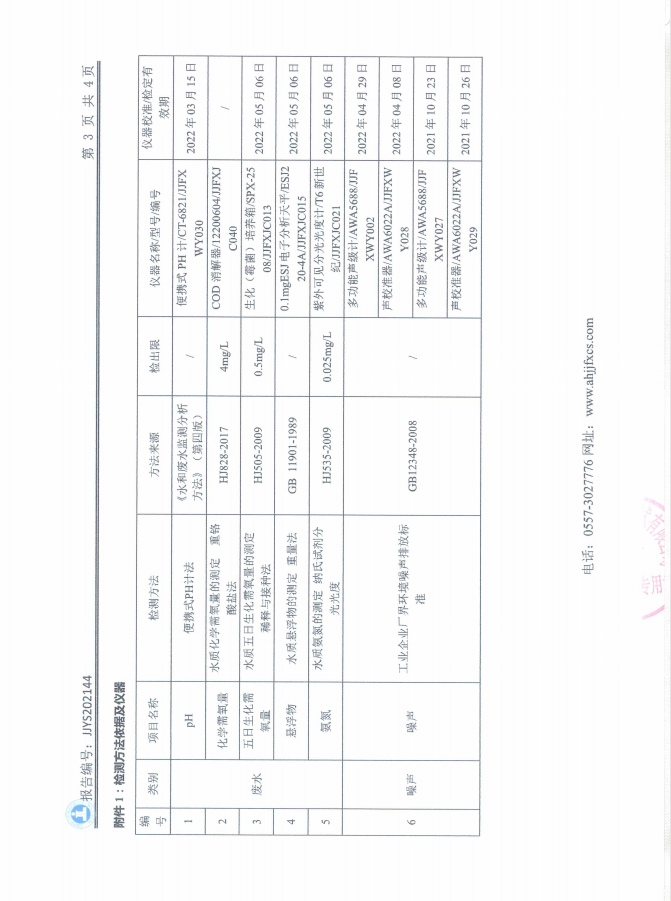 报告编号：JJYS202144
第 3 页 共 4 页
附件 1：检测方法依据及仪器
编号 类别 项目名称 检测方法 方法来源 检出限 仪器名称/型号/编号 仪器校准/检定有效期
1 废水 pH 便携式PH计法 《水和废水监测分析方法》（第四版） / 便携式 PH 计/CT-6821/JJFXWY030 2022 年 03 月 15 日
2 化学需氧量 水质化学需氧量的测定 重铬酸盐法 HJ828-2017 4mg/L COD 消解器/12200604/JJFXJC040 /
3 五日生化需氧量 水质五日生化需氧量的测定 稀释与接种法 HJ505-2009 0.5mg/L 生化（霉菌）培养箱/SPX-2508/JJFXJC013 2022 年 05 月 06 日
4 悬浮物 水质悬浮物的测定 重量法 GB 11901-1989 / 0.1mgESJ 电子分析天平/ESJ220-4A/JJFXJC015 2022 年 05 月 06 日
5 氨氮 水质氨氮的测定 纳氏试剂分光光度 HJ535-2009 0.025mg/L 紫外可见分光光度计/T6 新世纪/JJFXJC021 2022 年 05 月 06 日
6 噪声 噪声 工业企业厂界环境噪声排放标准 GB12348-2008 / 多功能声级计/AWA5688/JJFXWY002 2022 年 04 月 29 日
声校准器/AWA6022A/JJFXWY028 2022 年 04 月 08 日
多功能声级计/AWA5688/JJFXWY027 2021 年 10 月 23 日
声校准器/AWA6022A/JJFXWY029 2021 年 10 月 26 日
电话：0557-3027776 网址：www.ahjjfxcs.com
专用